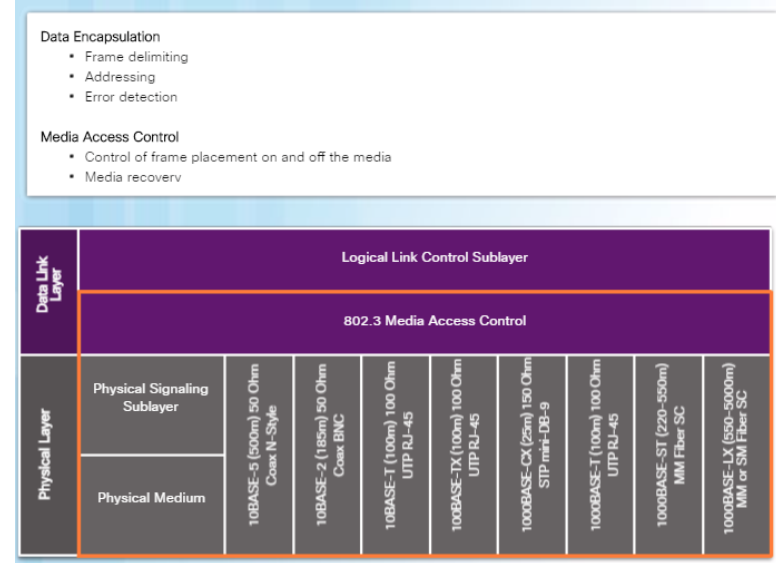 Data Encapsulation
• Frame delimiting
• Addressing
• Error detection
Media Access Control
• Control of frame placement on and off the media
• Media recovery
Data Link
Layer
Logical Link Control Sublayer
802.3 Media Access Control
Physical Layer
Physical Signaling
Sublayer
Physical Medium
10BASE-5 (500m) 50 Ohm
Coax N-Style
10BASE-2 (185m) 50 Ohm
Coax BNC
10BASE-T (100m) 100 Ohm
UTP RJ-45
100BASE-TX (100m) 100 Ohm
UTP RJ-45
1000BASE-CX (25m) 150 Ohm
STP mini-DB-9
1000BASE-T (100m) 100 Ohm
UTP RJ-45
1000BASE-ST (220-550m)
MM Fiber SC
1000BASE-LX (550-5000m)
MM or SM Fiber SC